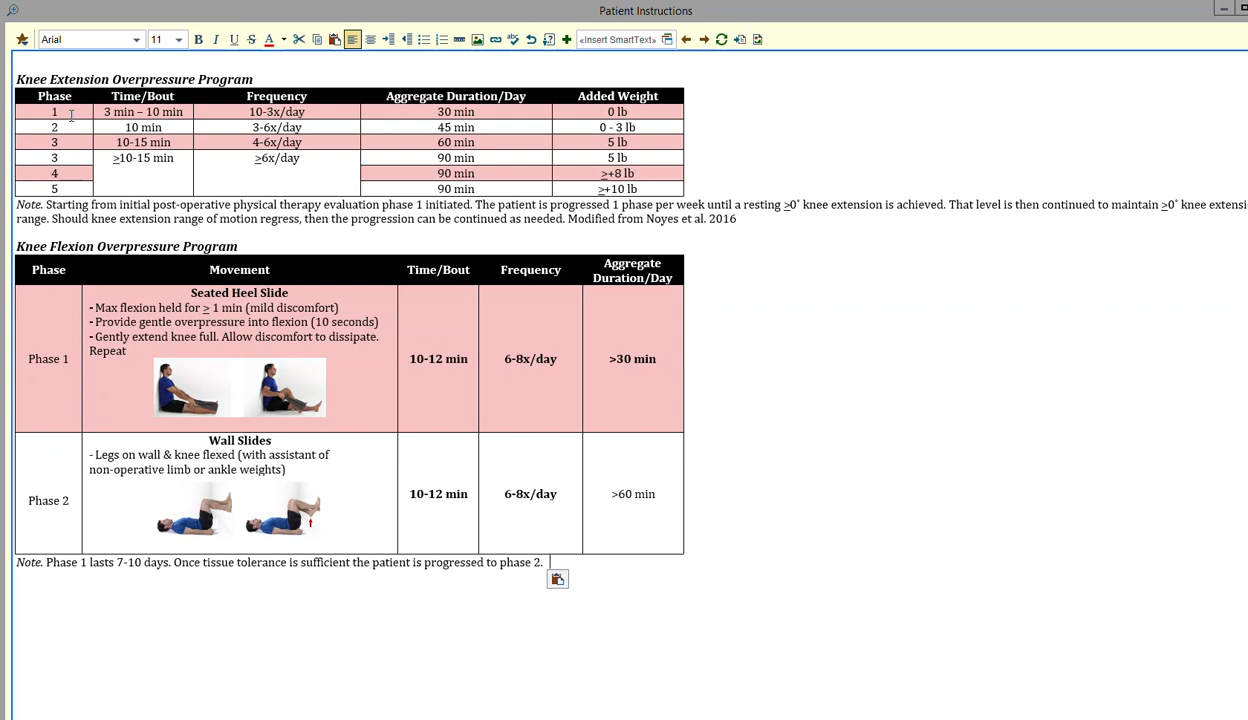 Patient Instructions
Arial 11 B I U S A abc «Insert SmartText»
Knee Extension Overpressure Program
Phase Time/Bout Frequency Aggregate Duration/Day Added Weight
1 3 min – 10 min 10-3x/day 30 min 0 lb
2 10 min 3-6x/day 45 min 0 - 3 lb
3 10-15 min 4-6x/day 60 min 5 lb
3 ≥10-15 min ≥6x/day 90 min 5 lb
4 90 min ≥+8 lb
5 90 min ≥+10 lb
Note. Starting from initial post-operative physical therapy evaluation phase 1 initiated. The patient is progressed 1 phase per week until a resting ≥0˚ knee extension is achieved. That level is then continued to maintain ≥0˚ knee extensi
range. Should knee extension range of motion regress, then the progression can be continued as needed. Modified from Noyes et al. 2016
Knee Flexion Overpressure Program
Phase Movement Time/Bout Frequency Aggregate
Duration/Day
Seated Heel Slide
- Max flexion held for ≥ 1 min (mild discomfort)
- Provide gentle overpressure into flexion (10 seconds)
- Gently extend knee full. Allow discomfort to dissipate.
Repeat
Phase 1 10-12 min 6-8x/day >30 min
Wall Slides
- Legs on wall & knee flexed (with assistant of
non-operative limb or ankle weights)
Phase 2 10-12 min 6-8x/day >60 min
Note. Phase 1 lasts 7-10 days. Once tissue tolerance is sufficient the patient is progressed to phase 2.